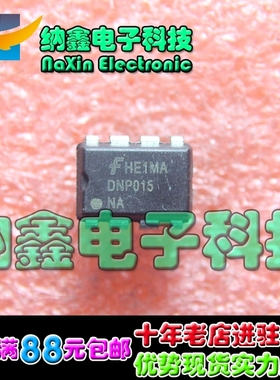 纳鑫电子科技
NaXin Electronic
HE1MA
DNP015
NA
纳鑫电子科技
满88元包邮
十年老店进驻
优势现货实力